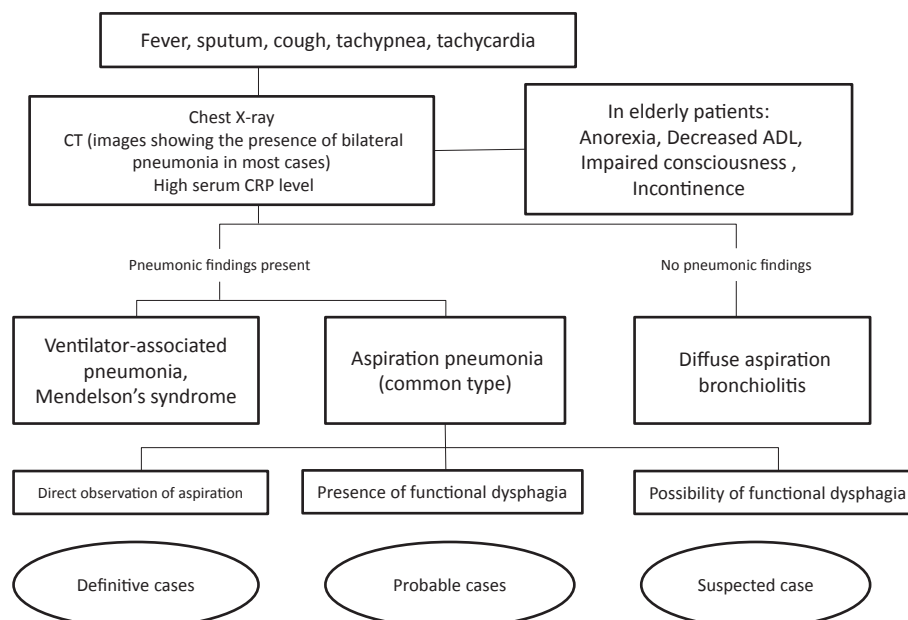 Fever, sputum, cough, tachypnea, tachycardia
Chest X-ray
CT (images showing the presence of bilateral
pneumonia in most cases)
High serum CRP level
In elderly patients:
Anorexia, Decreased ADL,
Impaired consciousness ,
Incontinence
Pneumonic findings present
No pneumonic findings
Ventilator-associated
pneumonia,
Mendelson's syndrome
Aspiration pneumonia
(common type)
Diffuse aspiration
bronchiolitis
Direct observation of aspiration
Presence of functional dysphagia
Possibility of functional dysphagia
Definitive cases
Probable cases
Suspected case